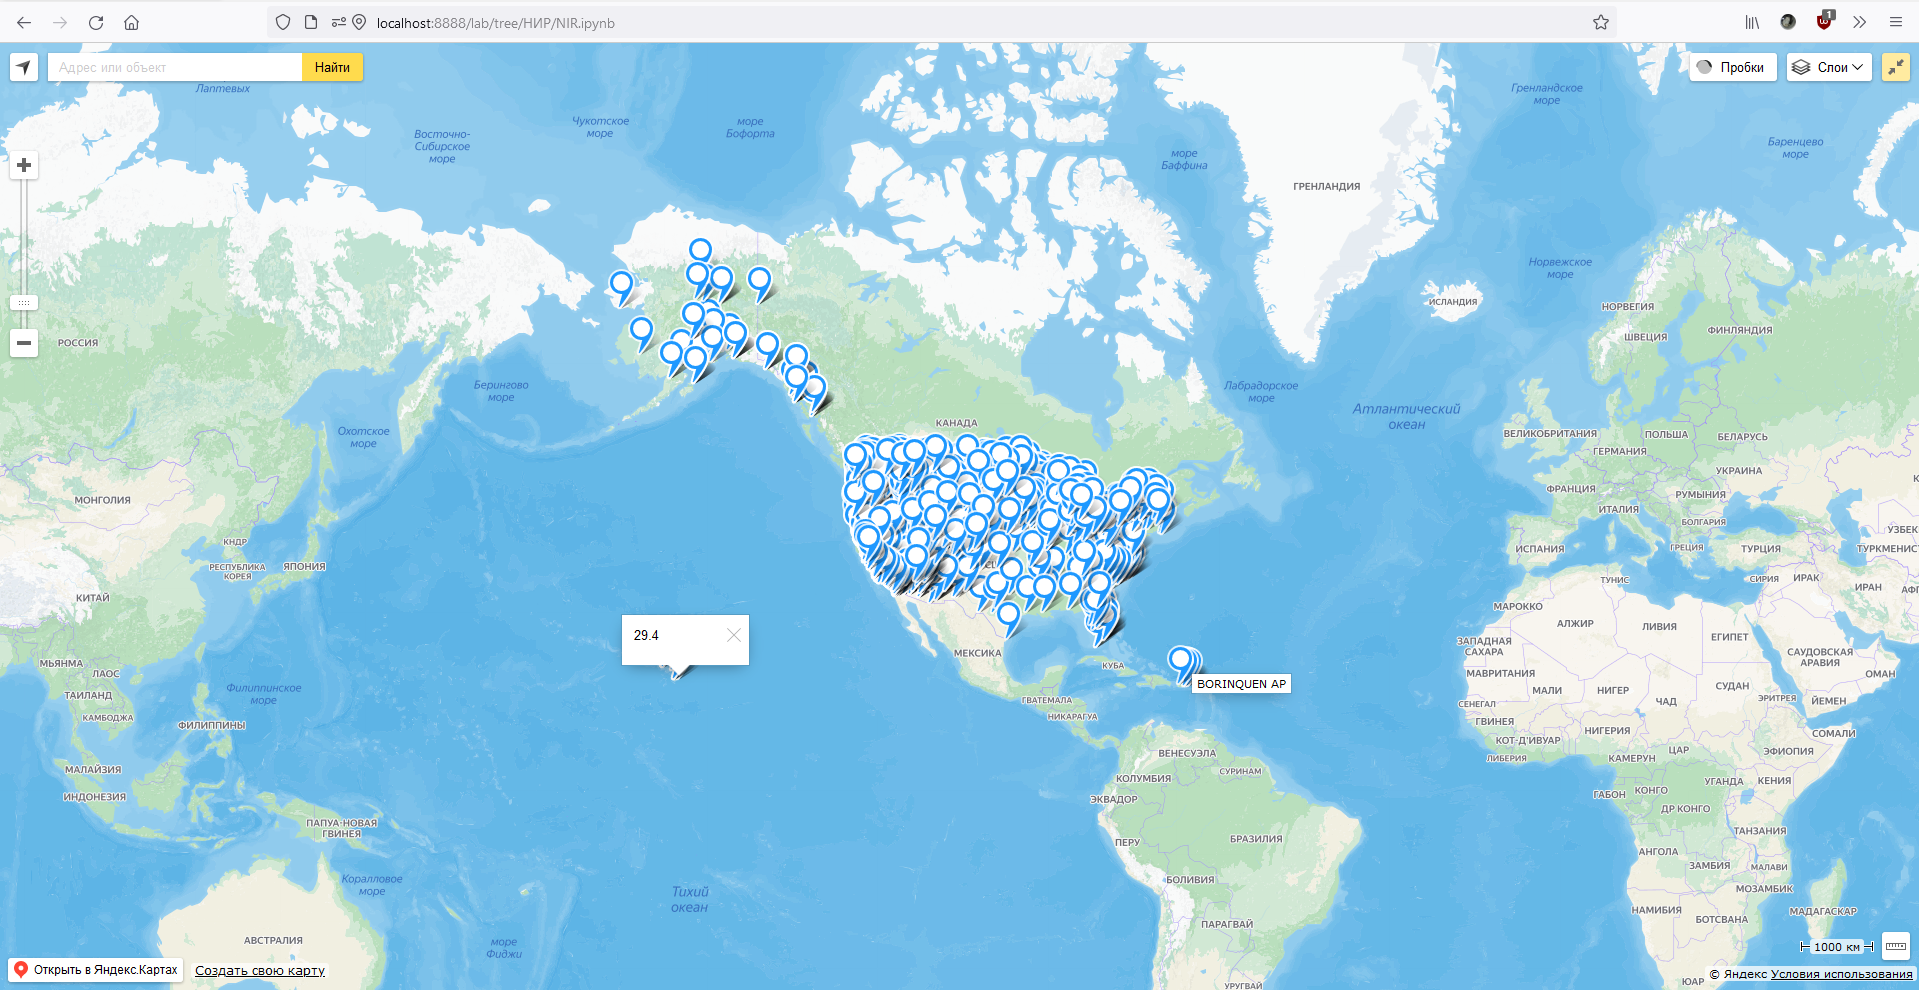 localhost:8888/lab/tree/НИР/NIR.ipynb
1
Адрес или объект
Найти
Пробки
Слои
Лаптевых
Восточно-
Сибирское
море
Чукотское
море
море
Бофорта
море
Баффина
Гренландское
море
Баренцево
море
ГРЕНЛАНДИЯ
Норвежское
море
ИСЛАНДИЯ
НОРВЕГИЯ
ШВЕЦИЯ
ФИНЛЯНДИЯ
РОССИЯ
Берингово
море
Охотское
море
Лабрадорское
море
Атлантический
океан
КАНАДА
ВЕЛИКОБРИТАНИЯ
ПОЛЬША
БЕЛАРУСЬ
ГЕРМАНИЯ
УКРАИНА
ФРАНЦИЯ
РУМЫНИЯ
ИТАЛИЯ
БОЛГАРИЯ
УЗБЕК
ИСПАНИЯ
ГРЕЦИЯ
ТУРЦИЯ
ТУРКМЕНИСТ
МОНГОЛИЯ
КНДР
РЕСПУБЛИКА
КОРЕЯ
ЯПОНИЯ
КИТАЙ
ТУНИС
СИРИЯ
ИРАК
ИРАН
АФГ
МАРОККО
АЛЖИР
ЛИВИЯ
ЕГИПЕТ
ЗАПАДНАЯ
САХАРА
САУДОВСКАЯ
АРАВИЯ
ОМАН
29.4
МЕКСИКА
КУБА
BORINQUEN AP
ГВАТЕМАЛА
НИКАРАГУА
МЬЯНМА
ЛАОС
ТАИЛАНД
КАМБОДЖА
Филиппинское
море
ФИЛИППИНЫ
МАВРИТАНИЯ
МАЛИ
НИГЕР
ЧАД
СУДАН
ЭРИТРЕЯ
ЙЕМЕН
СЕНЕГАЛ
ГВИНЕЯ
КОТ-Д'ИВУАР
ЛИБЕРИЯ
НИГЕРИЯ
КАМЕРУН
ЦАР
ЭФИОПИЯ
СОМАЛИ
ВЕНЕСУЭЛА
КОЛУМБИЯ
СУРИНАМ
ЭКВАДОР
МАЛАЙЗИЯ
ИНДОНЕЗИЯ
ГАБОН
КОНГО
УГАНДА
КЕНИЯ
ДР КОНГО
ТАНЗАНИЯ
ПАПУА-НОВАЯ
ГВИНЕЯ
ПЕРУ
БРАЗИЛИЯ
АНГОЛА
ЗАМБИЯ
МАЛАВИ
МОЗАМБИК
Коралловое
море
Тихий
океан
БОЛИВИЯ
ПАРАГВАЙ
НАМИБИЯ
БОТСВАНА
МАДАГАСКАР
АВСТРАЛИЯ
море
Фиджи
1000 км
Открыть в Яндекс.Картах
Создать свою карту
© Яндекс Условия использования
ЮАР
УРУГВАЙ